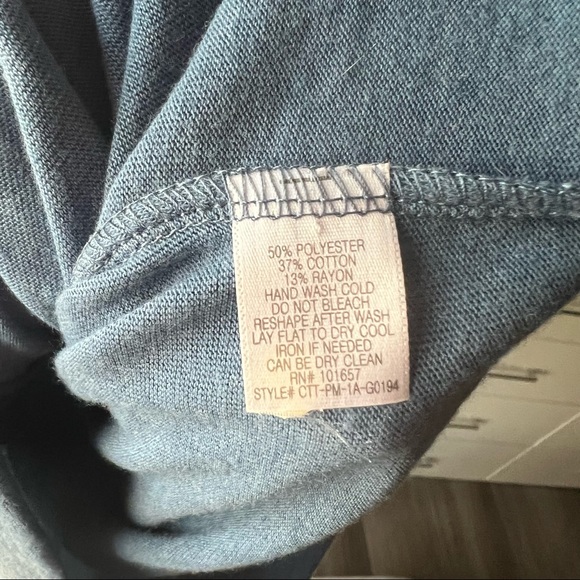 50% POLYESTER
37% COTTON
13% RAYON
HAND WASH COLD
DO NOT BLEACH
RESHAPE AFTER WASH
LAY FLAT TO DRY COOL
IRON IF NEEDED
CAN BE DRY CLEAN
RN# 101657
STYLE# CTT-PM-1A-G0194